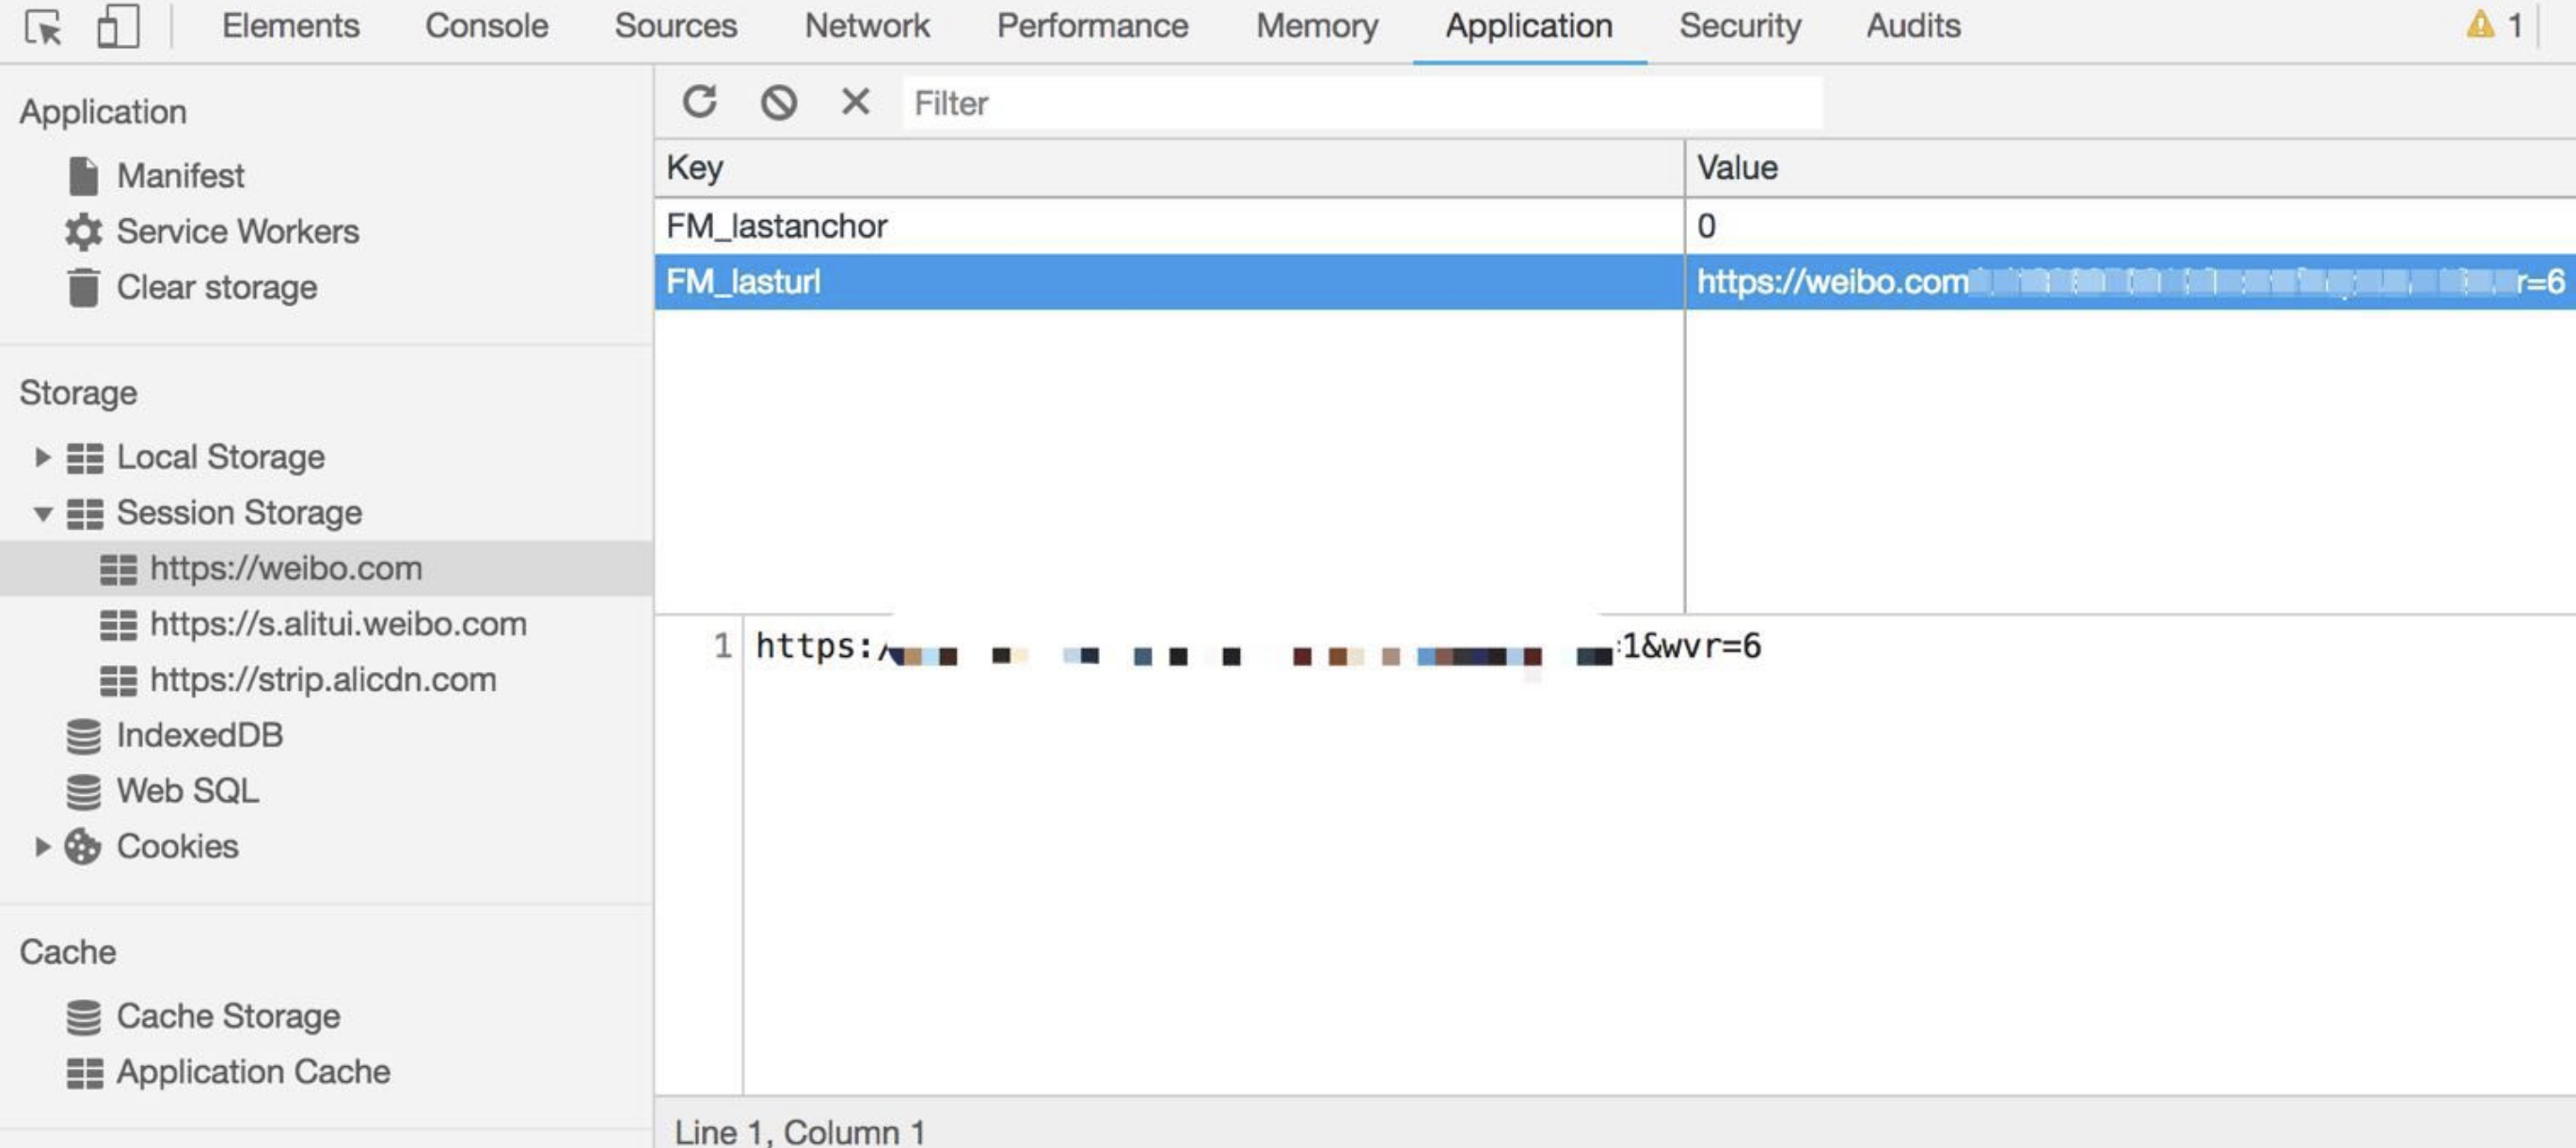 Elements Console Sources Network Performance Memory Application Security Audits 1
Application
Manifest
Service Workers
Clear storage
Storage
Local Storage
Session Storage
https://weibo.com
https://s.alitui.weibo.com
https://strip.alicdn.com
IndexedDB
Web SQL
Cookies
Cache
Cache Storage
Application Cache
Filter
Key Value
FM_lastanchor 0
FM_lasturl https://weibo.com r=6
1 https:/ 1&wvr=6
Line 1, Column 1